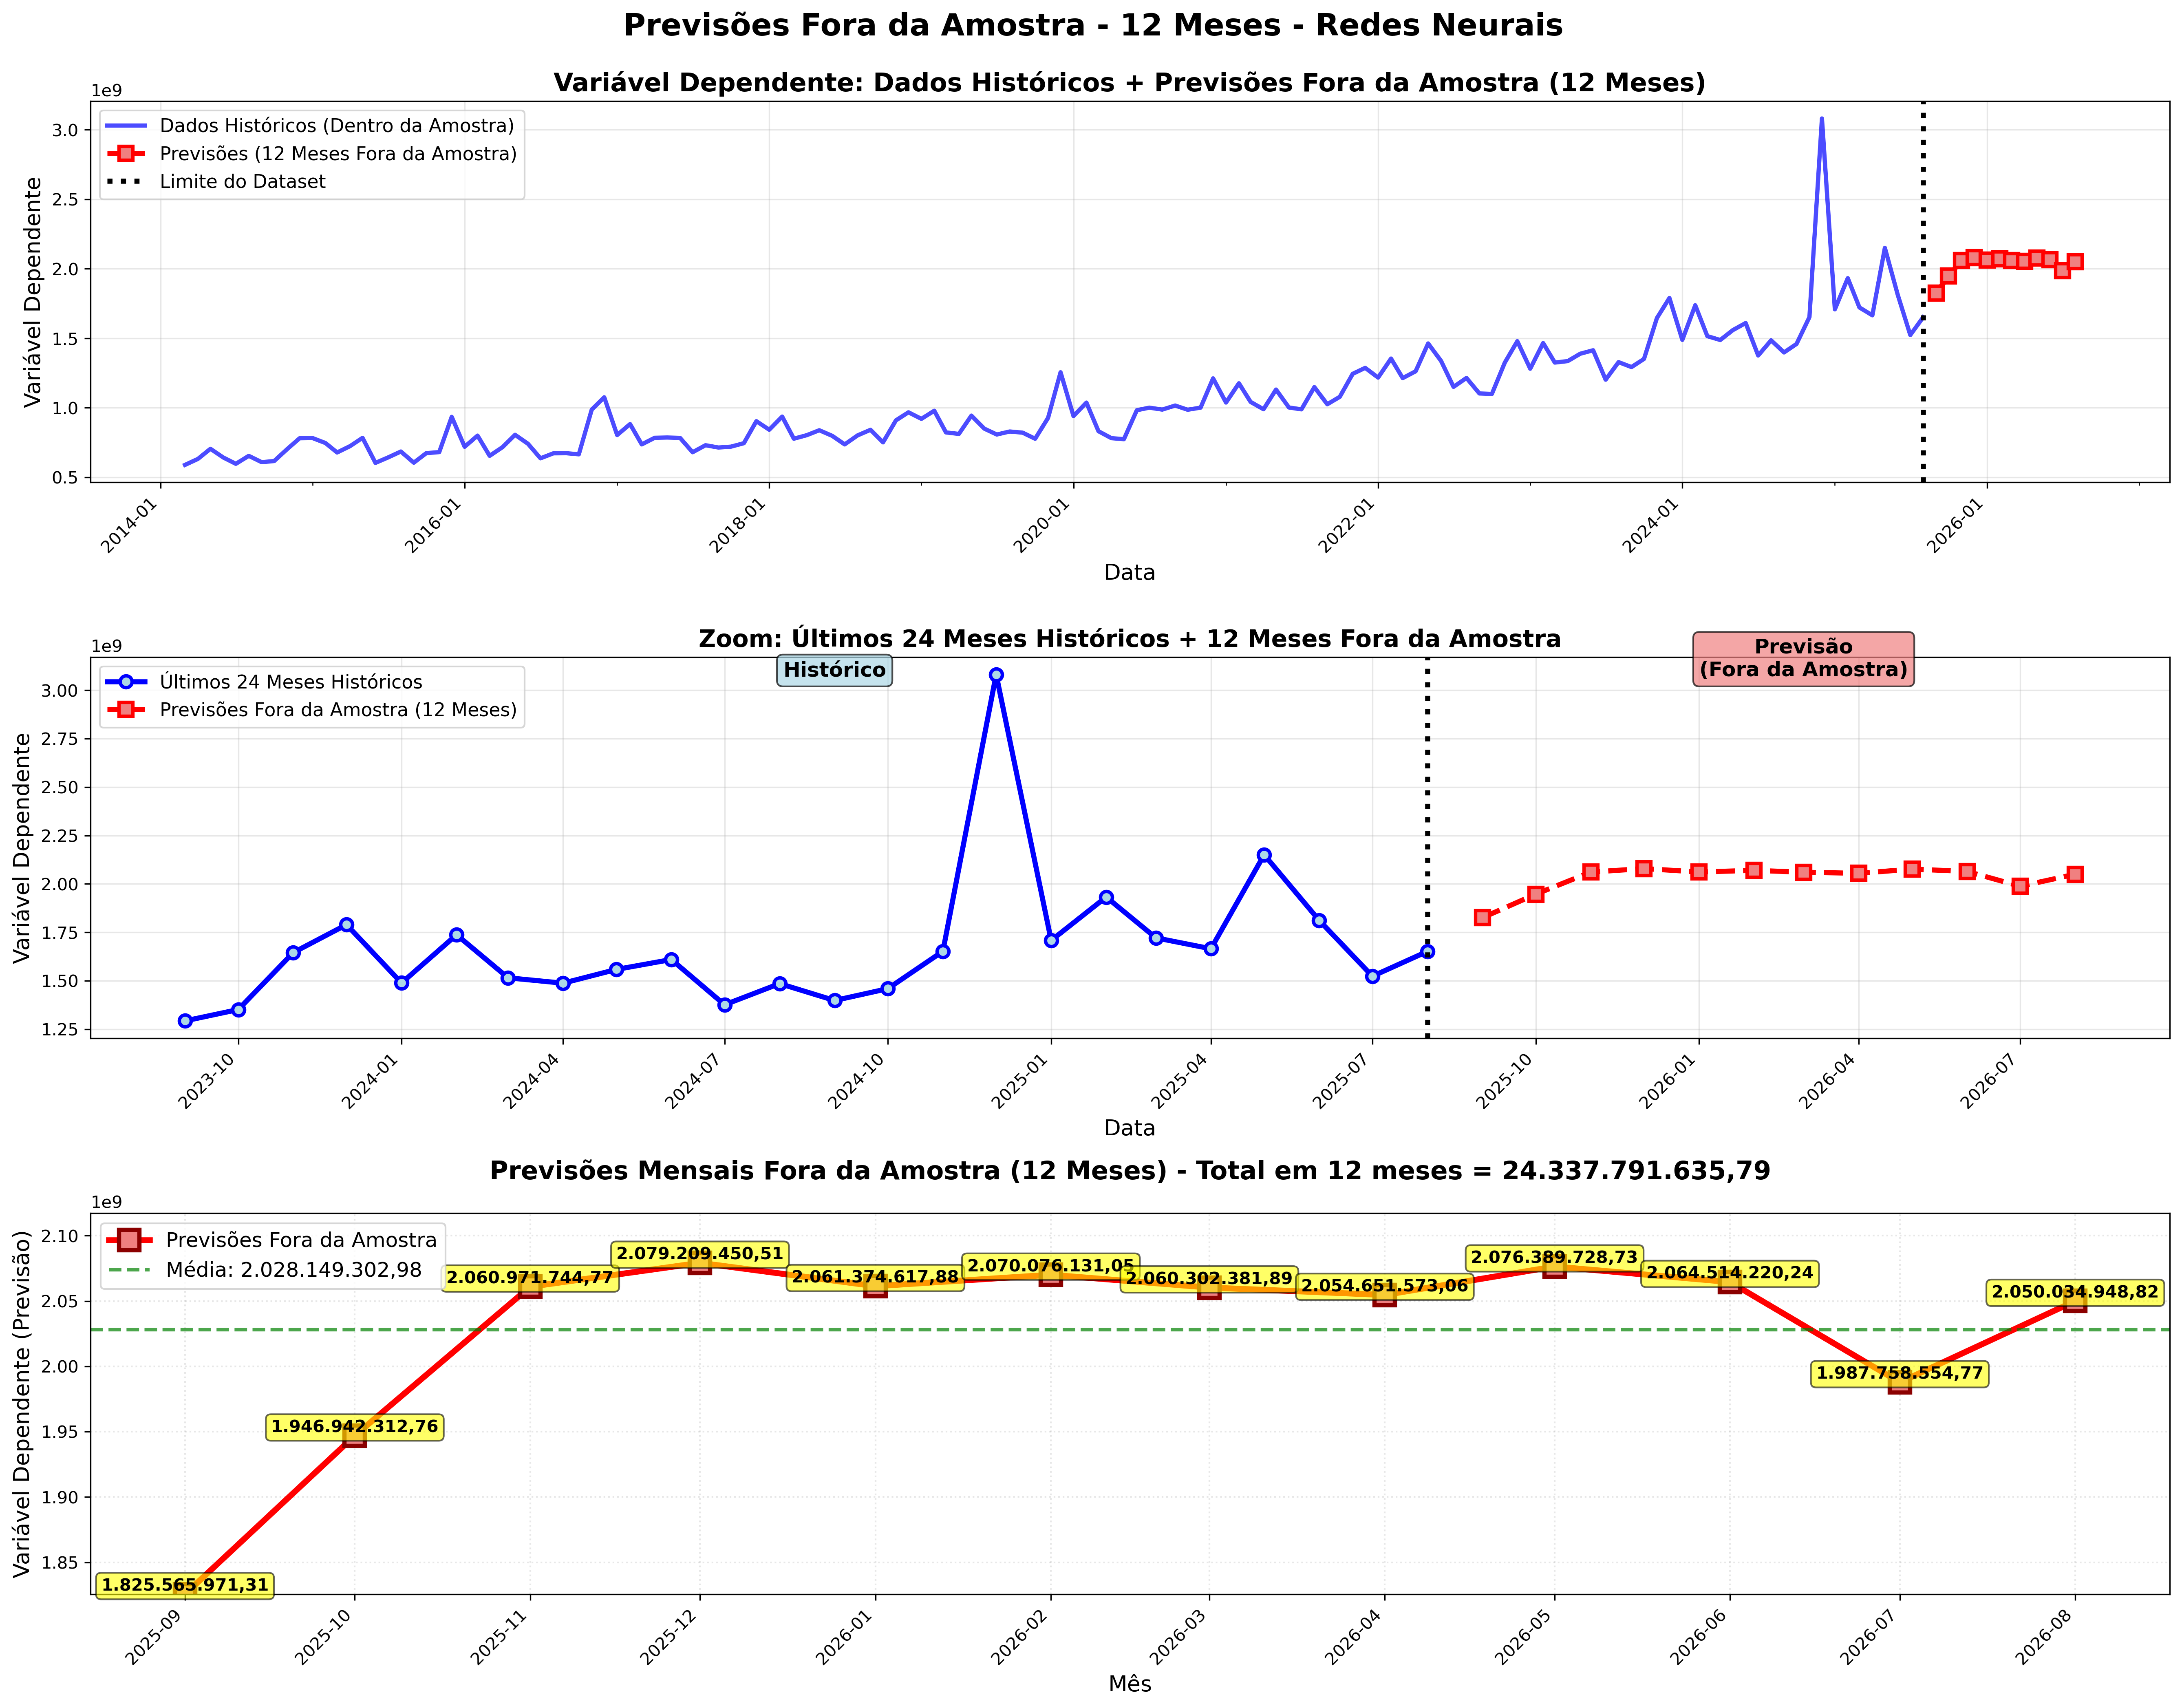 Previsões Fora da Amostra - 12 Meses - Redes Neurais
Variável Dependente: Dados Históricos + Previsões Fora da Amostra (12 Meses)
1e9
Dados Históricos (Dentro da Amostra)
Previsões (12 Meses Fora da Amostra)
Limite do Dataset
Variável Dependente
3.0
2.5
2.0
1.5
1.0
0.5
2014-01
2016-01
2018-01
2020-01
2022-01
2024-01
2026-01
Data
Zoom: Últimos 24 Meses Históricos + 12 Meses Fora da Amostra
1e9
Histórico
Previsão
(Fora da Amostra)
Últimos 24 Meses Históricos
Previsões Fora da Amostra (12 Meses)
Variável Dependente
3.00
2.75
2.50
2.25
2.00
1.75
1.50
1.25
2023-10
2024-01
2024-04
2024-07
2024-10
2025-01
2025-04
2025-07
2025-10
2026-01
2026-04
2026-07
Data
Previsões Mensais Fora da Amostra (12 Meses) - Total em 12 meses = 24.337.791.635,79
1e9
Previsões Fora da Amostra
Média: 2.028.149.302,98
Variável Dependente (Previsão)
2.10
2.05
2.00
1.95
1.90
1.85
1.825.565.971,31
1.946.942.312,76
2.060.971.744,77
2.079.209.450,51
2.061.374.617,88
2.070.076.131,05
2.060.302.381,89
2.054.651.573,06
2.076.389.728,73
2.064.514.220,24
1.987.758.554,77
2.050.034.948,82
2025-09
2025-10
2025-11
2025-12
2026-01
2026-02
2026-03
2026-04
2026-05
2026-06
2026-07
2026-08
Mês